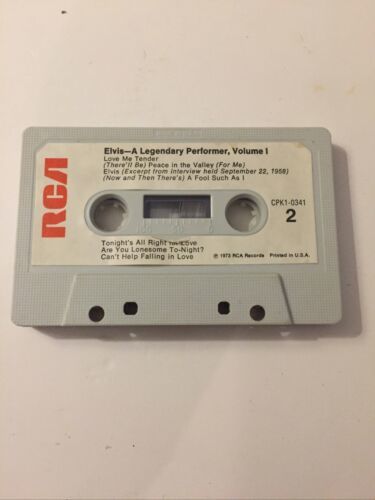 RCA
Elvis—A Legendary Performer, Volume 1
Love Me Tender
(There'll Be) Peace in the Valley (For Me)
Elvis (Excerpt from interview held September 22, 1958)
(Now and Then There's) A Fool Such As I
CPK1-0341
2
Tonight's All Right for Love
Are You Lonesome To-Night?
Can't Help Falling in Love
℗ 1973 RCA Records Printed in U.S.A.